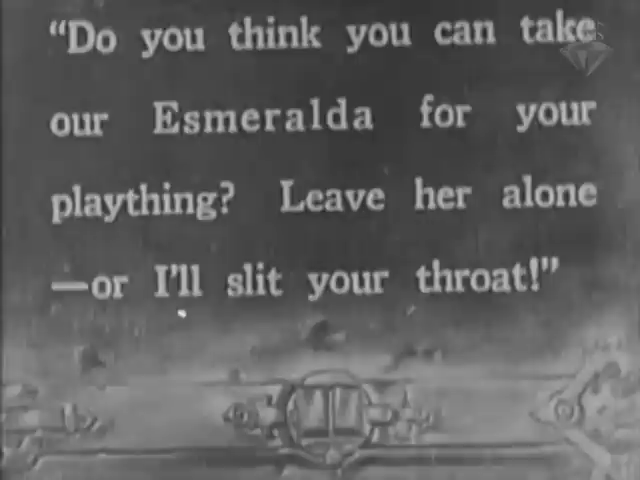 “Do you think you can take
our Esmeralda for your
plaything? Leave her alone
—or I'll slit your throat!”